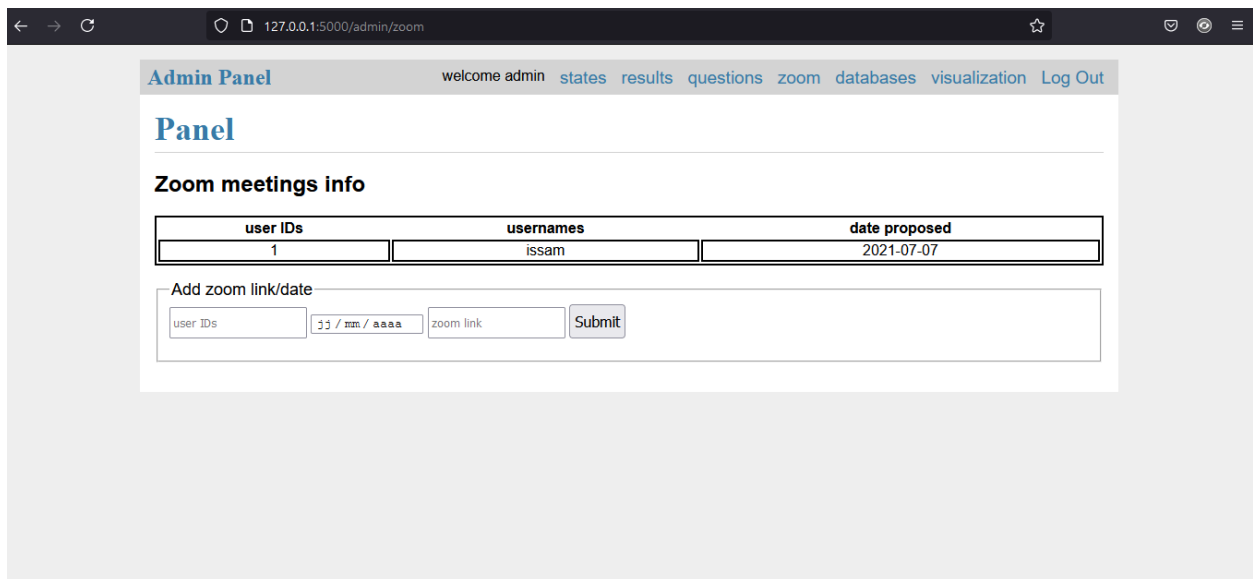 127.0.0.1:5000/admin/zoom
Admin Panel welcome admin states results questions zoom databases visualization Log Out
Panel
Zoom meetings info
user IDs usernames date proposed
1 issam 2021-07-07
Add zoom link/date
user IDs jj / mm / aaaa zoom link Submit